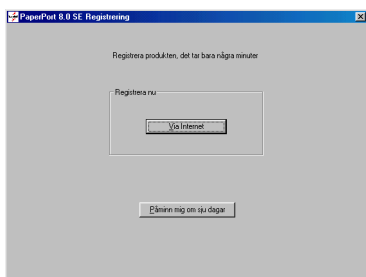 PaperPort 8.0 SE Registrering
Registrera produkten, det tar bara några minuter
Registrera nu
Via Internet
Påminn mig om sju dagar